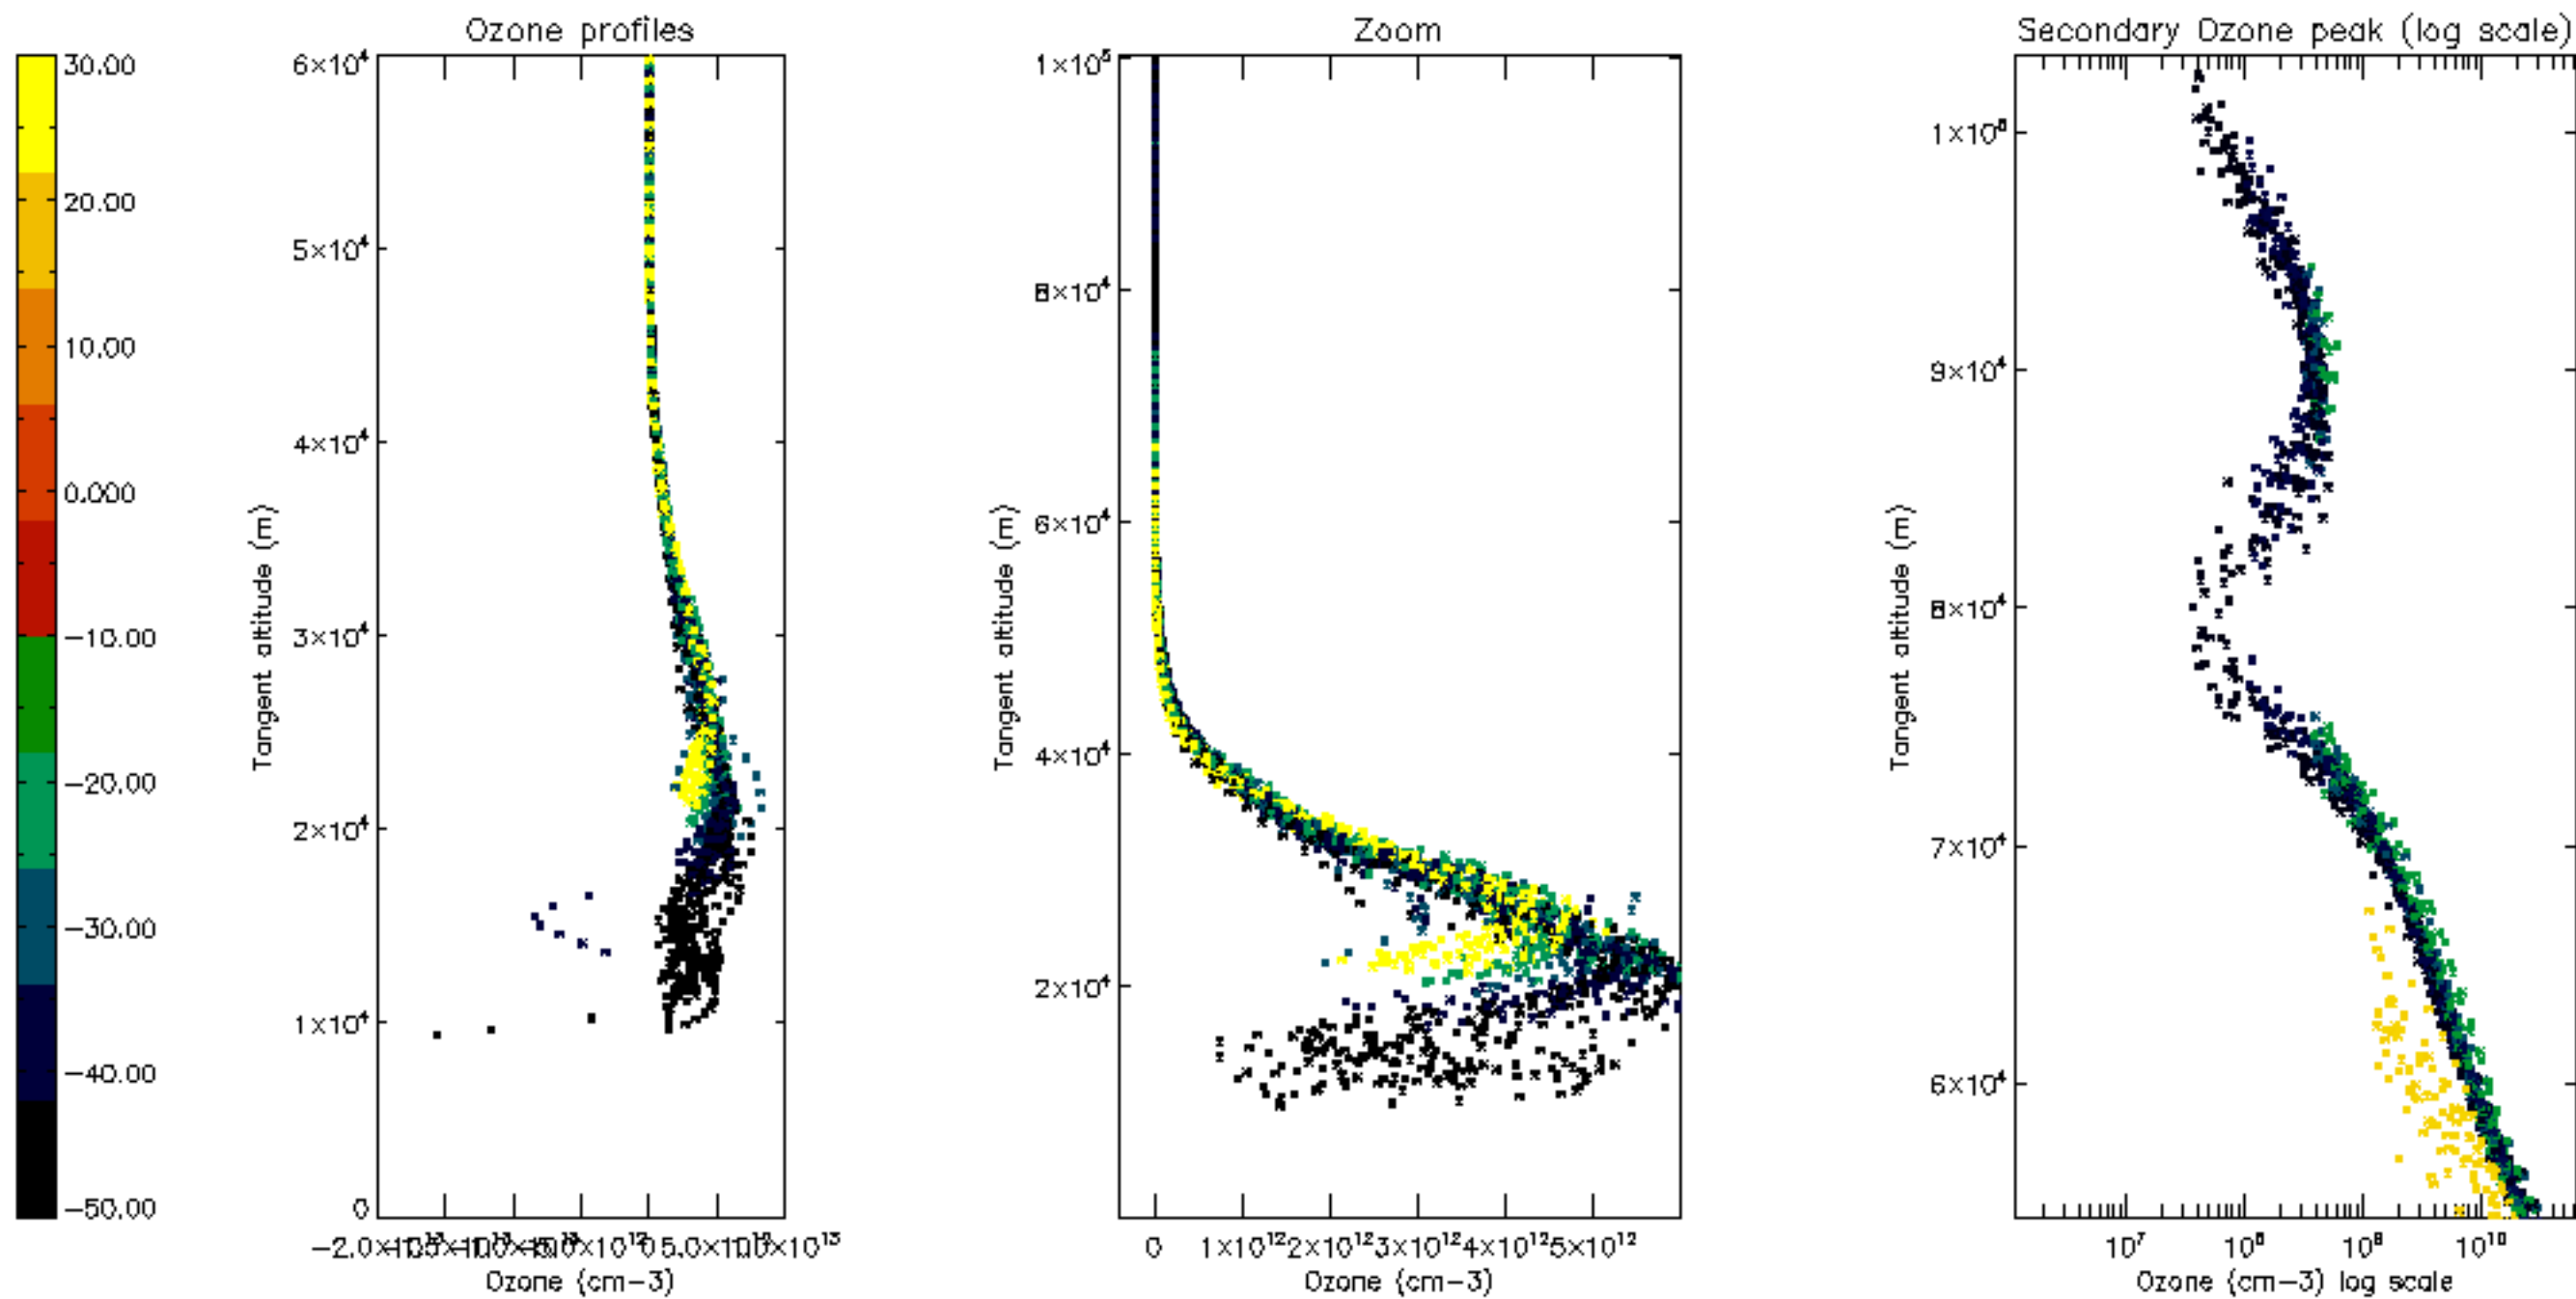 Ozone profiles
Zoom
Secondary Ozone peak (log scale)
30.00
20.00
10.00
0.000
−10.00
−20.00
−30.00
−40.00
−50.00
Tangent altitude (m)
6×10⁴
5×10⁴
4×10⁴
3×10⁴
2×10⁴
1×10⁴
0
Ozone (cm−3)
Tangent altitude (m)
1×10⁵
8×10⁴
6×10⁴
4×10⁴
2×10⁴
0 1×10¹² 2×10¹² 3×10¹² 4×10¹² 5×10¹²
Ozone (cm−3)
Tangent altitude (m)
9×10⁴
8×10⁴
7×10⁴
6×10⁴
10⁷ 10⁸ 10⁹ 10¹⁰
Ozone (cm−3) log scale